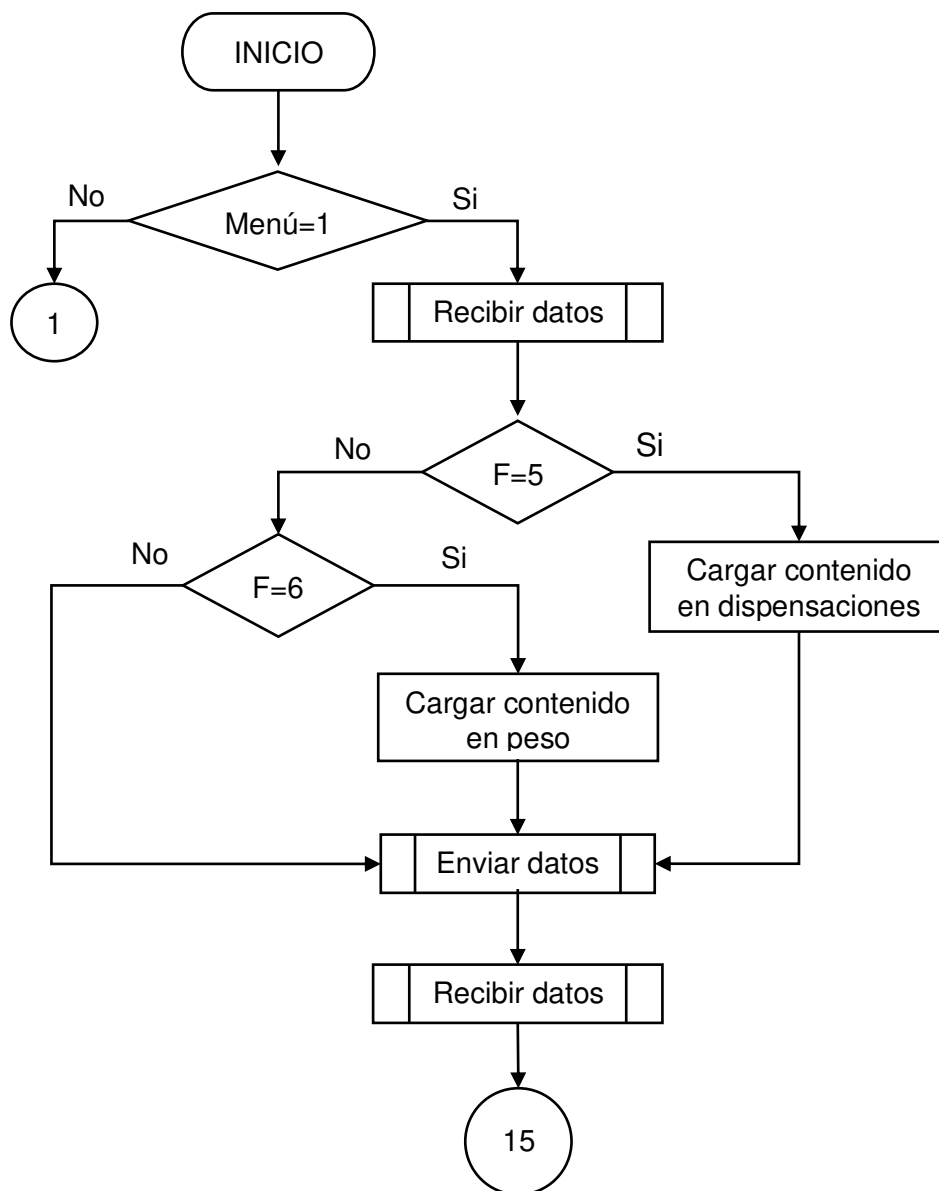 INICIO
No
Si
Menú=1
1
Recibir datos
No
Si
F=5
No
Si
F=6
Cargar contenido
en dispensaciones
Cargar contenido
en peso
Enviar datos
Recibir datos
15